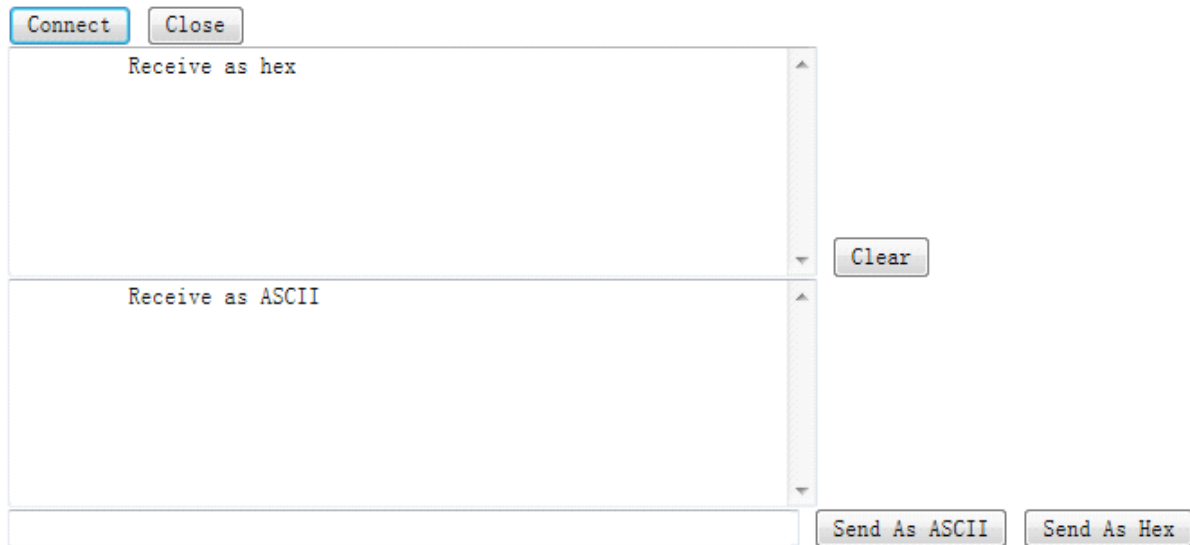 Connect Close
Receive as hex
Clear
Receive as ASCII
Send As ASCII Send As Hex